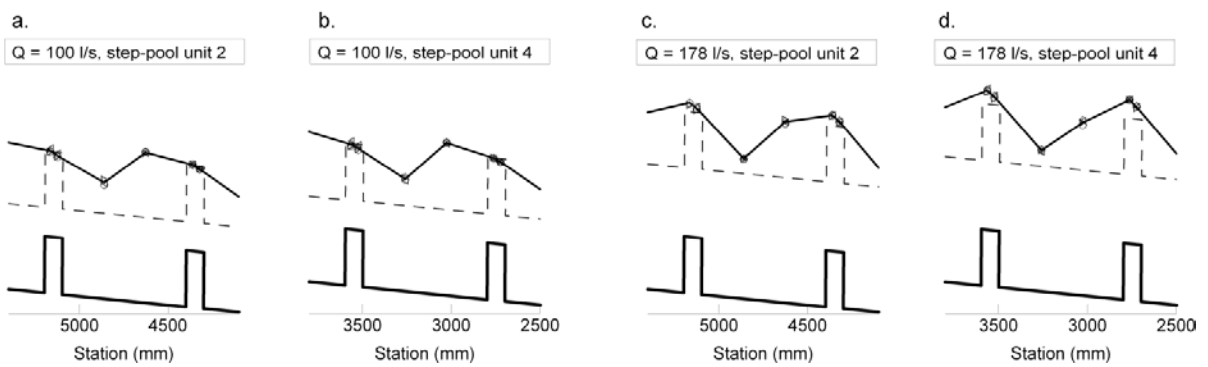 a.
Q = 100 l/s, step-pool unit 2
5000 4500
Station (mm)
b.
Q = 100 l/s, step-pool unit 4
3500 3000 2500
Station (mm)
c.
Q = 178 l/s, step-pool unit 2
5000 4500
Station (mm)
d.
Q = 178 l/s, step-pool unit 4
3500 3000 2500
Station (mm)